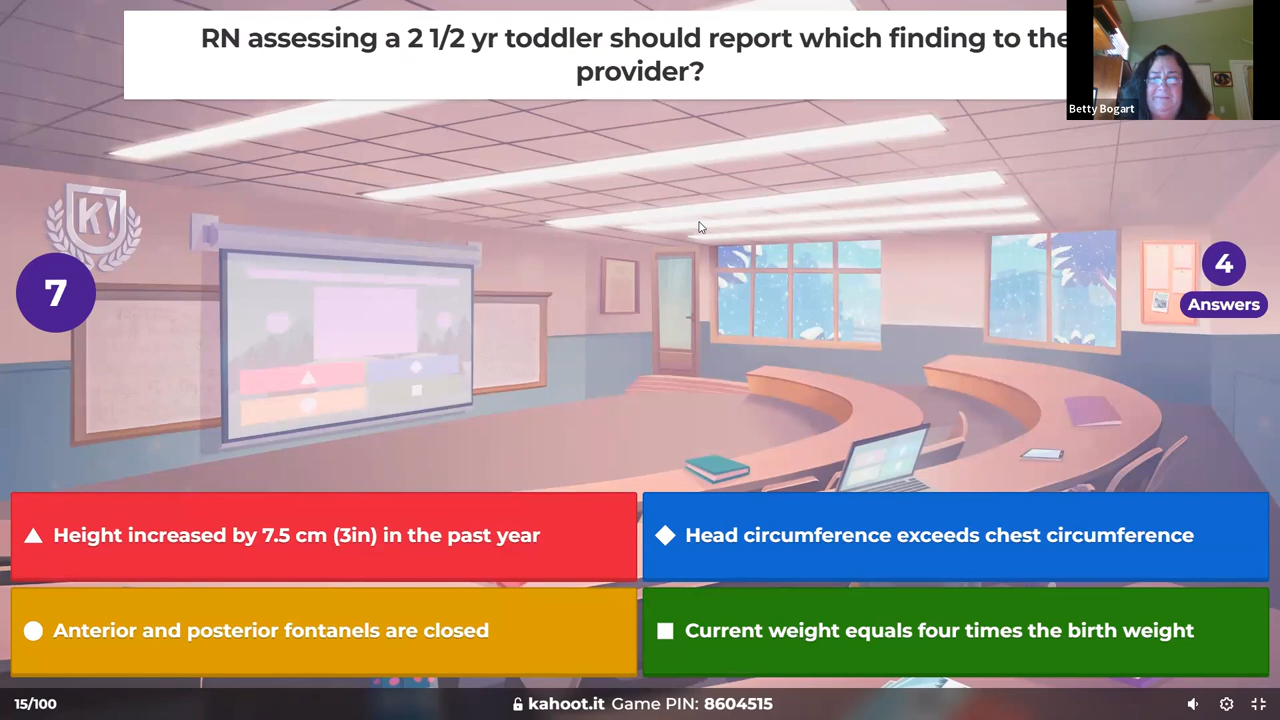 RN assessing a 2 1/2 yr toddler should report which finding to the
provider?
Betty Bogart
K!
7
4
Answers
Height increased by 7.5 cm (3in) in the past year
Head circumference exceeds chest circumference
Anterior and posterior fontanels are closed
Current weight equals four times the birth weight
15/100
kahoot.it Game PIN: 8604515